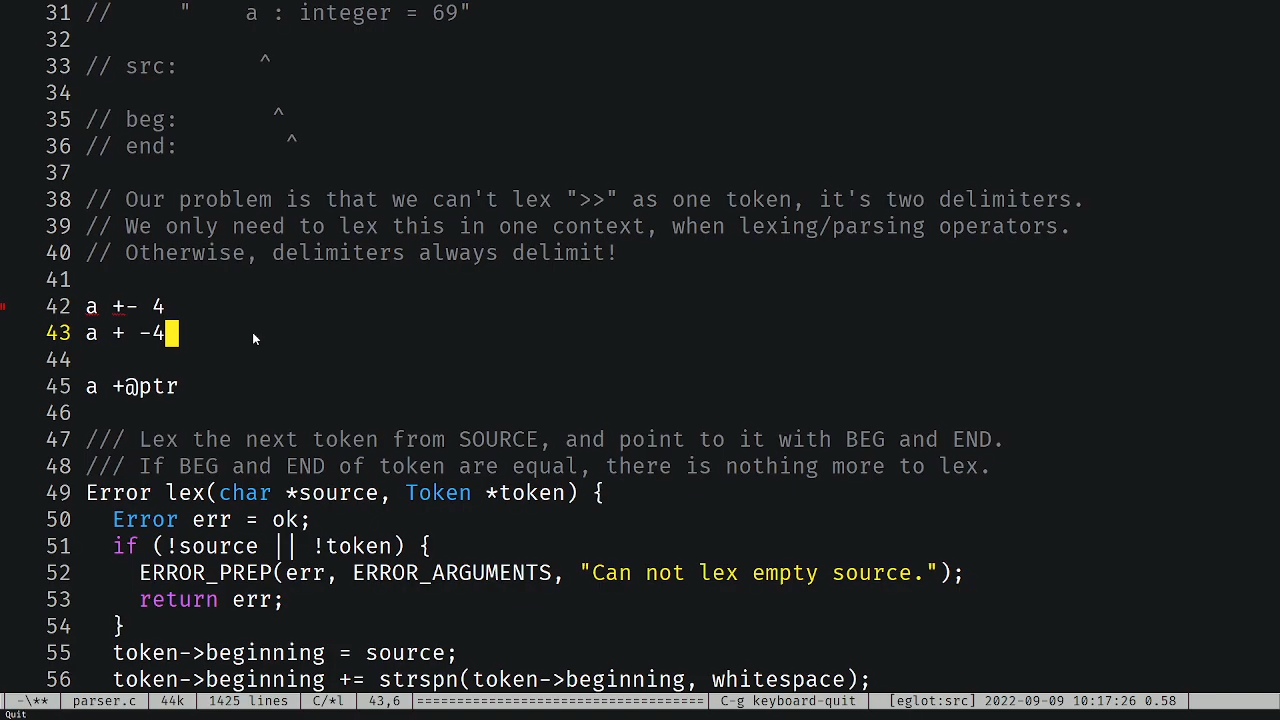 31 //     "    a : integer = 69"
32
33 // src:      ^
34
35 // beg:       ^
36 // end:        ^
37
38 // Our problem is that we can't lex ">>" as one token, it's two delimiters.
39 // We only need to lex this in one context, when lexing/parsing operators.
40 // Otherwise, delimiters always delimit!
41
42 a +- 4
43 a + -4
44
45 a +@ptr
46
47 /// Lex the next token from SOURCE, and point to it with BEG and END.
48 /// If BEG and END of token are equal, there is nothing more to lex.
49 Error lex(char *source, Token *token) {
50   Error err = ok;
51   if (!source || !token) {
52     ERROR_PREP(err, ERROR_ARGUMENTS, "Can not lex empty source.");
53     return err;
54   }
55   token->beginning = source;
56   token->beginning += strspn(token->beginning, whitespace);
-\** parser.c 44k 1425 lines C/*l 43,6 ================================ C-g keyboard-quit [eglot:src] 2022-09-09 10:17:26 0.58
Quit